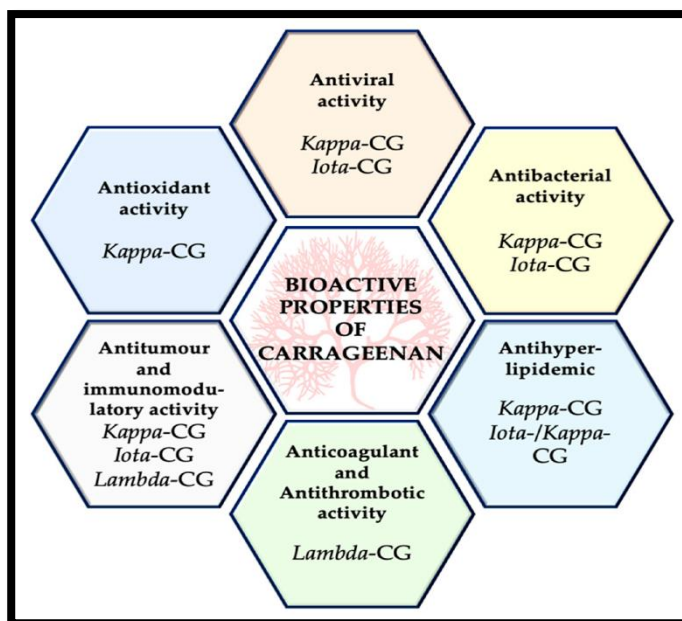 Antiviral
activity
Kappa-CG
Iota-CG
Antioxidant
activity
Kappa-CG
Antibacterial
activity
Kappa-CG
Iota-CG
BIOACTIVE
PROPERTIES
OF
CARRAGEENAN
Antitumour
and
immunomodu-
latory activity
Kappa-CG
Iota-CG
Lambda-CG
Antihyper-
lipidemic
Kappa-CG
Iota-/Kappa-
CG
Anticoagulant
and
Antithrombotic
activity
Lambda-CG